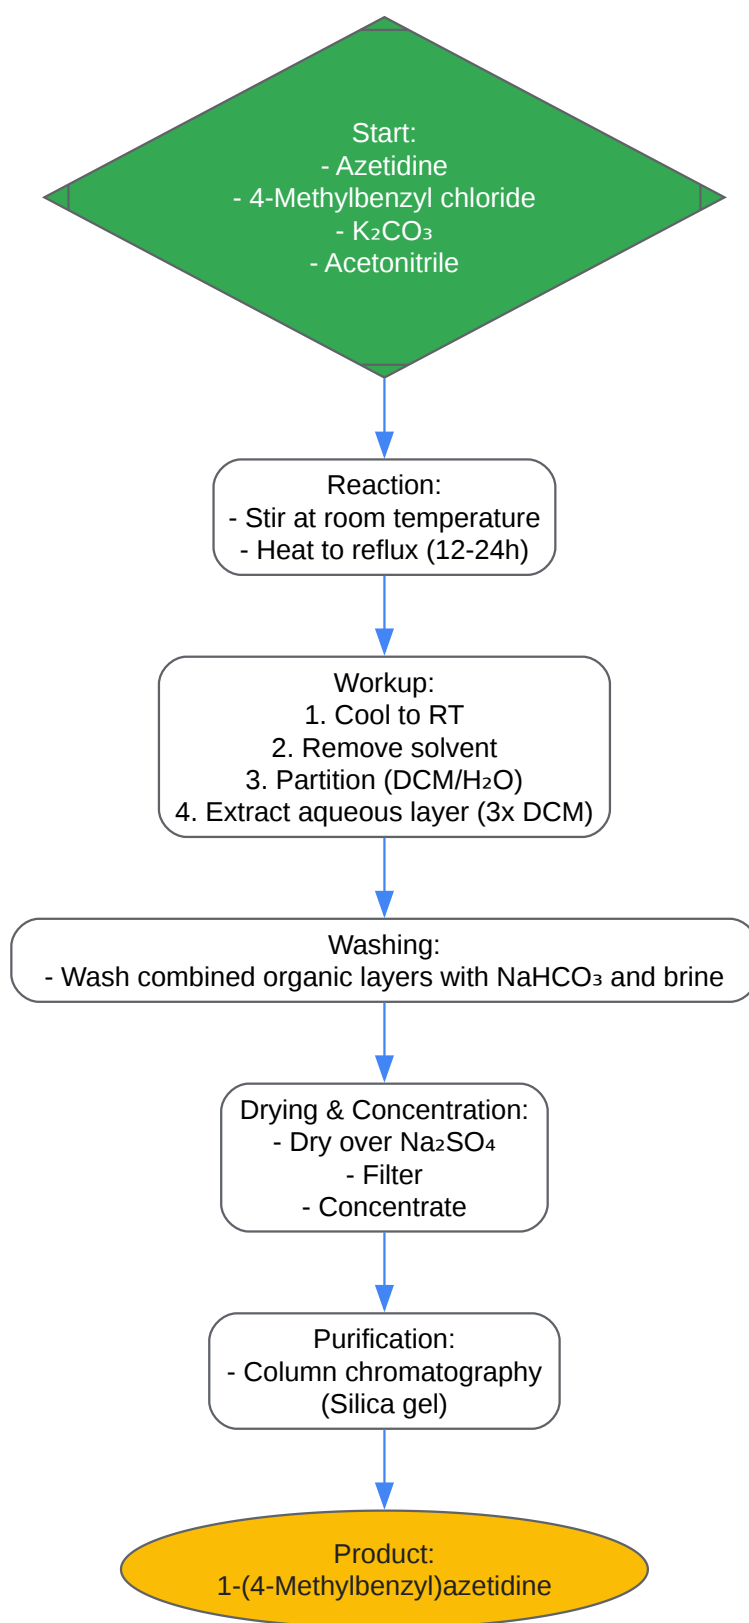 Start:
- Azetidine
- 4-Methylbenzyl chloride
- K₂CO₃
- Acetonitrile
Reaction:
- Stir at room temperature
- Heat to reflux (12-24h)
Workup:
1. Cool to RT
2. Remove solvent
3. Partition (DCM/H₂O)
4. Extract aqueous layer (3x DCM)
Washing:
- Wash combined organic layers with NaHCO₃ and brine
Drying & Concentration:
- Dry over Na₂SO₄
- Filter
- Concentrate
Purification:
- Column chromatography
(Silica gel)
Product:
1-(4-Methylbenzyl)azetidine